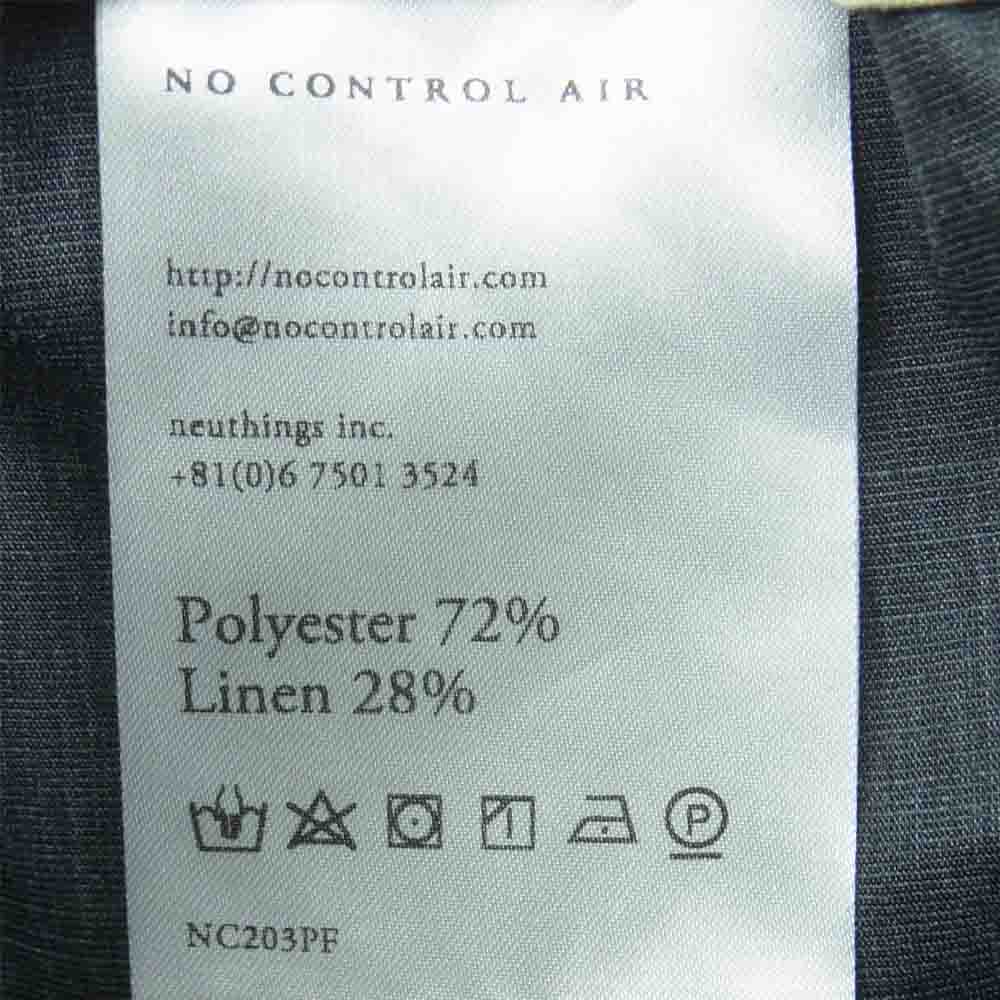 NO CONTROL AIR
http://nocontrolair.com
info@nocontrolair.com
neuthings inc.
+81(0)6 7501 3524
Polyester 72%
Linen 28%
P
NC203PF